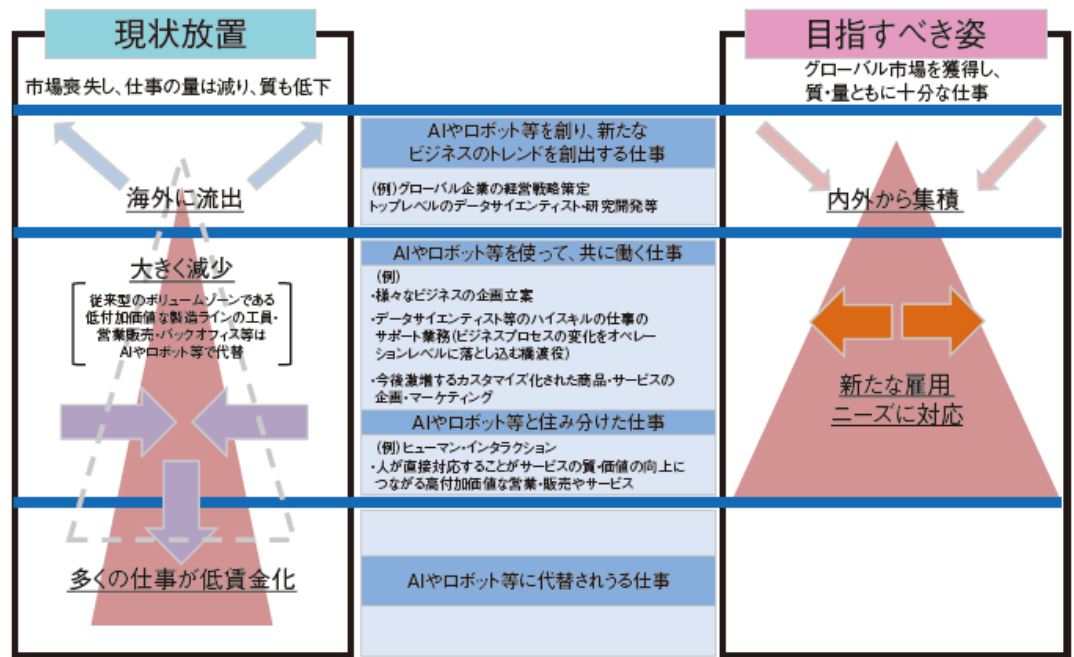 現状放置
市場喪失し、仕事の量は減り、質も低下
海外に流出
大きく減少
従来型のボリュームゾーンである
低付加価値な製造ラインの工員・
営業販売・バックオフィス等は
AIやロボット等で代替
多くの仕事が低賃金化
AIやロボット等を創り、新たな
ビジネスのトレンドを創出する仕事
(例)グローバル企業の経営戦略策定
トップレベルのデータサイエンティスト・研究開発等
AIやロボット等を使って、共に働く仕事
(例)
・様々なビジネスの企画立案
・データサイエンティスト等のハイスキルの仕事の
サポート業務(ビジネスプロセスの変化をオペレー
ションレベルに落とし込む橋渡役)
・今後激増するカスタマイズ化された商品・サービスの
企画・マーケティング
AIやロボット等と住み分けた仕事
(例)ヒューマン・インタラクション
・人が直接対応することがサービスの質・価値の向上に
つながる高付加価値な営業・販売やサービス
AIやロボット等に代替されうる仕事
目指すべき姿
グローバル市場を獲得し、
質・量ともに十分な仕事
内外から集積
新たな雇用
ニーズに対応